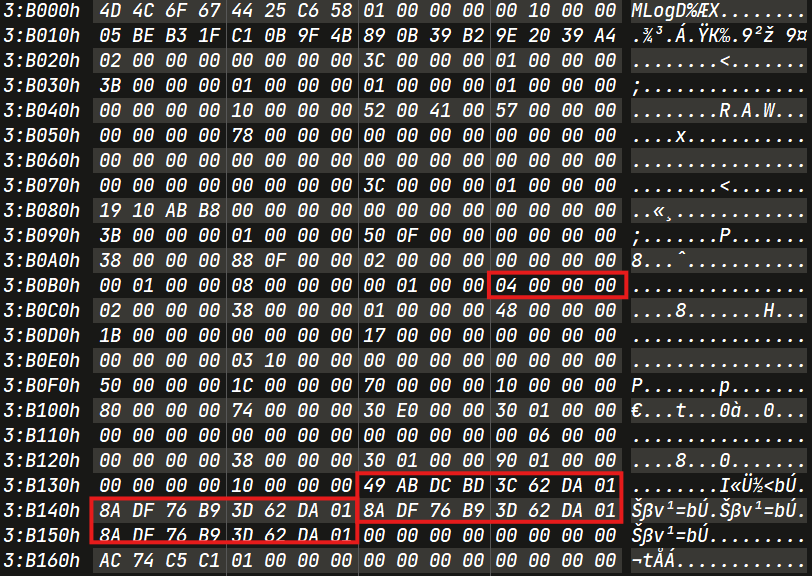 3:B000h 4D 4C 6F 67 44 25 C6 58 01 00 00 00 00 10 00 00 MLogD%ÆX........
3:B010h 05 BE B3 1F C1 0B 9F 4B 89 0B 39 B2 9E 20 39 A4 .¾³.Á.ŸK‰.9²ž 9¤
3:B020h 02 00 00 00 00 00 00 00 3C 00 00 00 00 00 00 00 ........<.......
3:B030h 3B 00 00 00 01 00 00 00 01 00 00 00 01 00 00 00 ;...............
3:B040h 00 00 00 00 10 00 00 00 52 00 41 00 57 00 00 00 ........R.A.W...
3:B050h 00 00 00 00 78 00 00 00 00 00 00 00 00 00 00 00 ....x...........
3:B060h 00 00 00 00 00 00 00 00 00 00 00 00 00 00 00 00 ................
3:B070h 00 00 00 00 00 00 00 00 3C 00 00 00 01 00 00 00 ........<.......
3:B080h 19 10 AB B8 00 00 00 00 00 00 00 00 00 00 00 00 ..«¸............
3:B090h 3B 00 00 00 01 00 00 00 50 0F 00 00 00 00 00 00 ;.......P.......
3:B0A0h 38 00 00 00 88 0F 00 00 02 00 00 00 00 00 00 00 8...ˆ...........
3:B0B0h 00 01 00 00 08 00 00 00 00 01 00 00 04 00 00 00 ................
3:B0C0h 02 00 00 00 38 00 00 00 01 00 00 00 48 00 00 00 ....8.......H...
3:B0D0h 1B 00 00 00 00 00 00 00 17 00 00 00 00 00 00 00 ................
3:B0E0h 00 00 00 00 03 10 00 00 00 00 00 00 00 00 00 00 ................
3:B0F0h 50 00 00 00 1C 00 00 00 70 00 00 00 10 00 00 00 P.......p.......
3:B100h 80 00 00 00 74 00 00 00 30 E0 00 00 30 01 00 00 €...t...0à..0...
3:B110h 00 00 00 00 00 00 00 00 00 00 00 00 06 00 00 00 ................
3:B120h 00 00 00 00 38 00 00 00 30 01 00 00 90 01 00 00 ....8...0.......
3:B130h 00 00 00 00 10 00 00 00 49 AB DC BD 3C 62 DA 01 ........I«Ü½<bÚ.
3:B140h 8A DF 76 B9 3D 62 DA 01 8A DF 76 B9 3D 62 DA 01 Šßv¹=bÚ.Šßv¹=bÚ.
3:B150h 8A DF 76 B9 3D 62 DA 01 00 00 00 00 00 00 00 00 Šßv¹=bÚ.........
3:B160h AC 74 C5 C1 01 00 00 00 00 00 00 00 00 00 00 00 ¬tÅÁ............